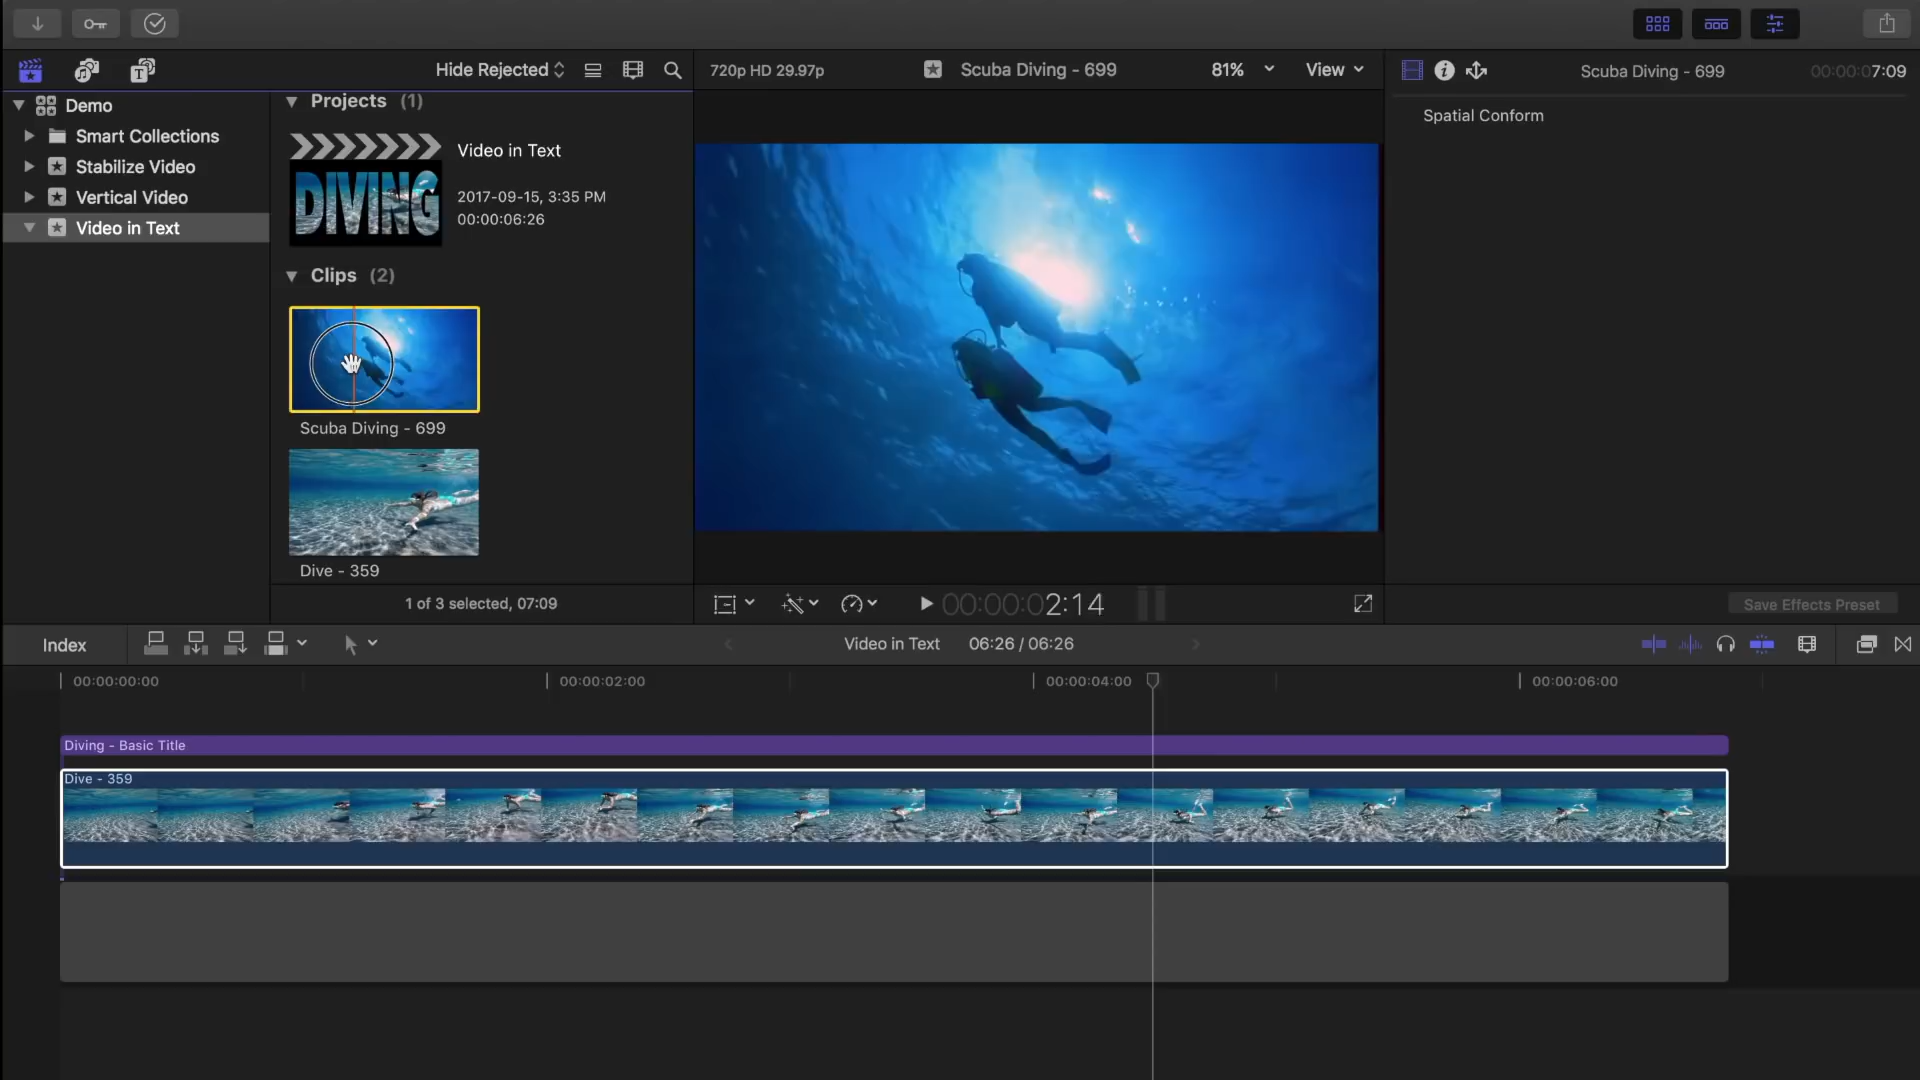 Hide Rejected
720p HD 29.97p
Scuba Diving - 699
81%
View
Scuba Diving - 699
00:00:07:09
Demo
Smart Collections
Stabilize Video
Vertical Video
Video in Text
Projects (1)
DIVING
Video in Text
2017-09-15, 3:35 PM
00:00:06:26
Clips (2)
Scuba Diving - 699
Dive - 359
1 of 3 selected, 07:09
Spatial Conform
00:00:02:14
Save Effects Preset
Index
Video in Text
06:26 / 06:26
00:00:00:00
00:00:02:00
00:00:04:00
00:00:06:00
Diving - Basic Title
Dive - 359